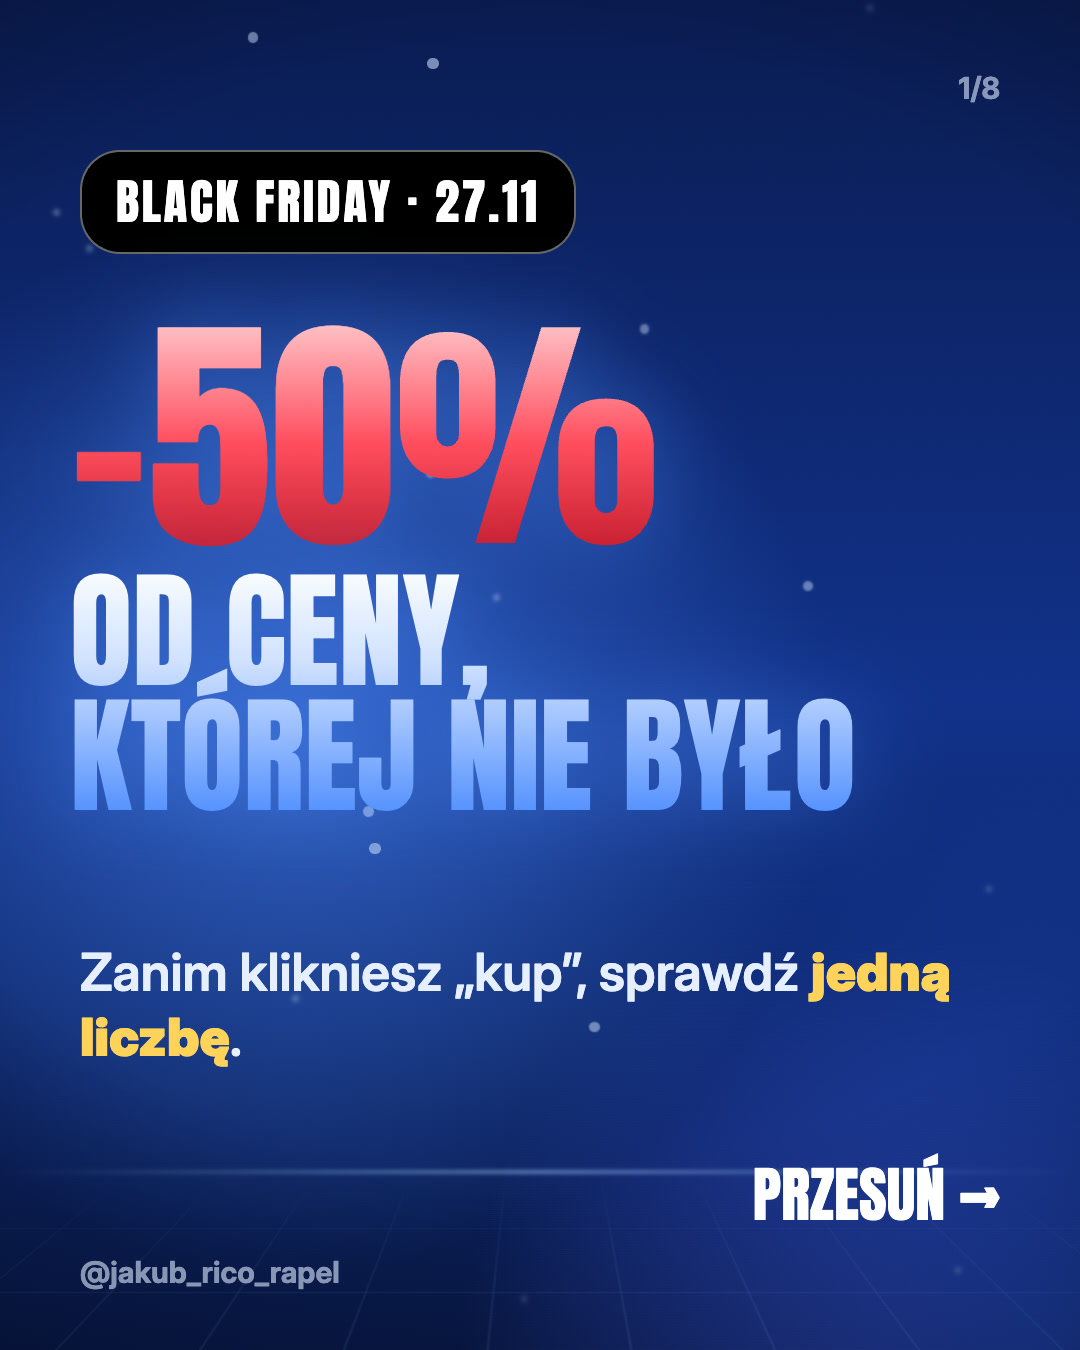 1/8
BLACK FRIDAY · 27.11
-50%
OD CENY,
KTÓREJ NIE BYŁO
Zanim klikniesz „kup”, sprawdź jedną
liczbę.
PRZESUŃ →
@jakub_rico_rapel